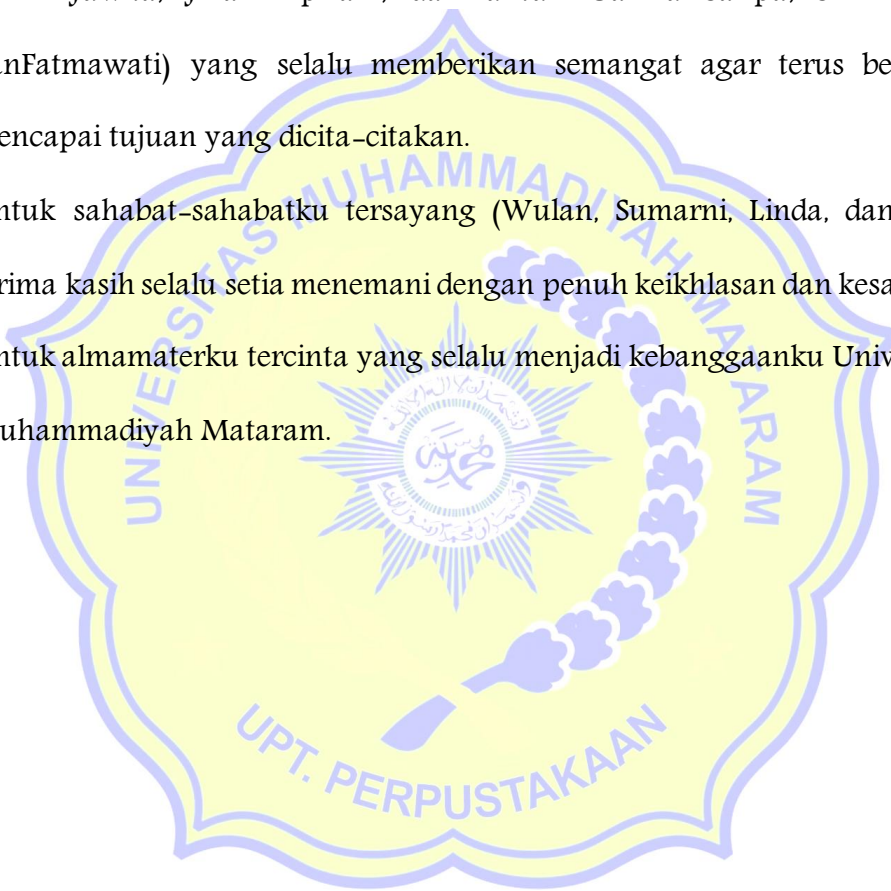 anFatmawati) yang selalu memberikan semangat agar terus be
encapai tujuan yang dicita-citakan.
ntuk sahabat-sahabatku tersayang (Wulan, Sumarni, Linda, dan
rima kasih selalu setia menemani dengan penuh keikhlasan dan kesa
ntuk almamaterku tercinta yang selalu menjadi kebanggaanku Univ
uhammadiyah Mataram.
UNIVERSITAS MUHAMMADIYAH MATARAM
UPT. PERPUSTAKAAN